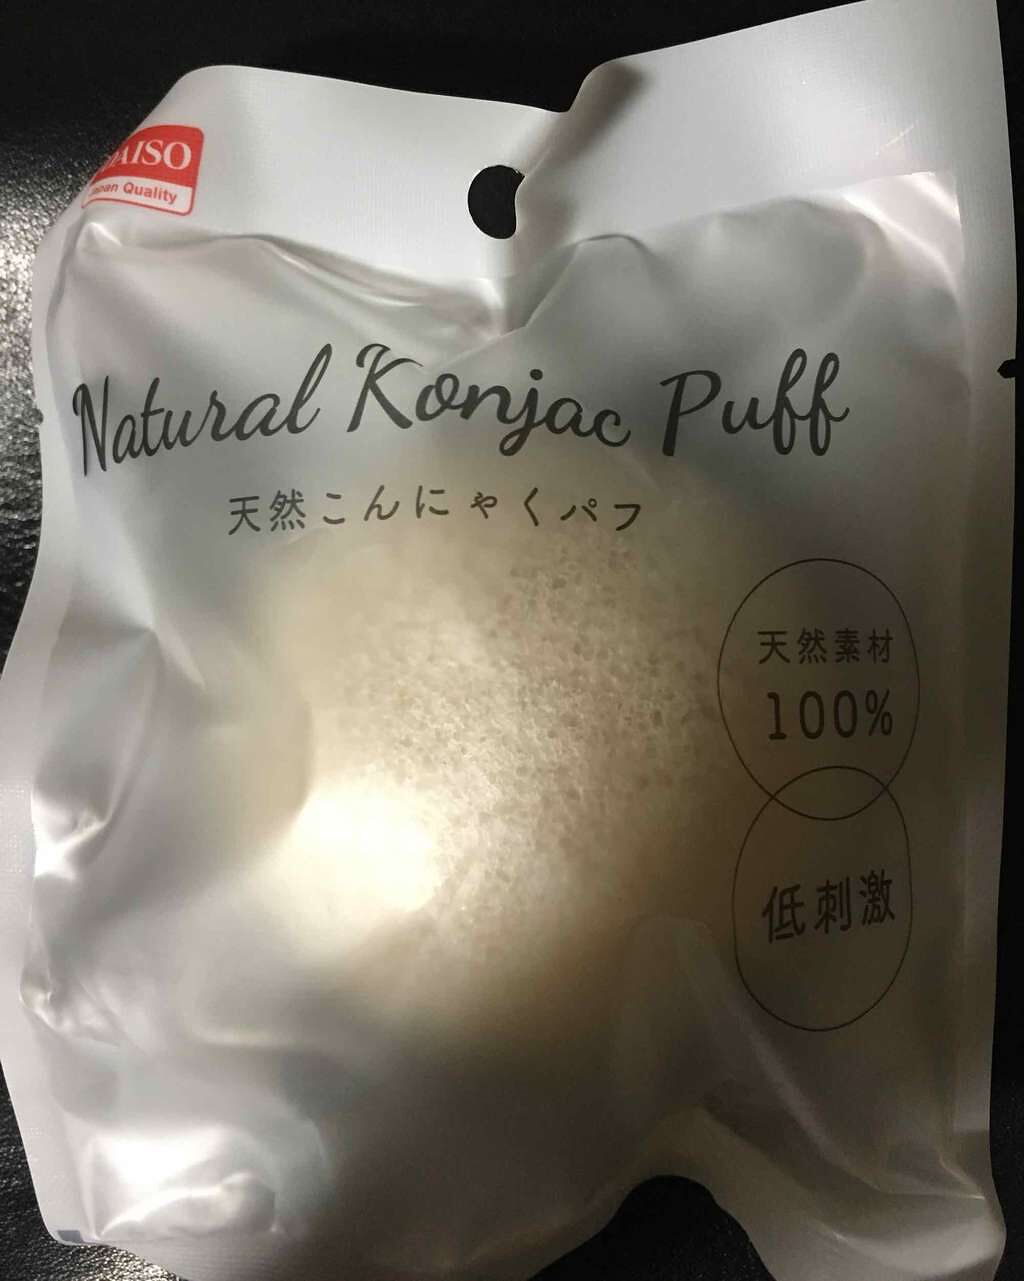 DAISO
Japan Quality
Natural Konjac Puff
天然こんにゃくパフ
天然素材
100%
低刺激